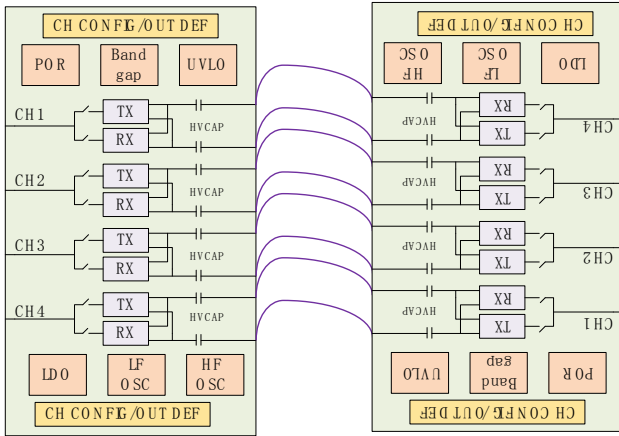 CH CONFIG/OUT DEF
POR
Band
gap
UVLO
CH1
TX
RX
HVCAP
CH2
TX
RX
HVCAP
CH3
TX
RX
HVCAP
CH4
TX
RX
HVCAP
LDO
LF
OSC
HF
OSC
CH CONFIG/OUT DEF
CH CONFIG/OUT DEF
HF
OSC
LF
OSC
LDO
HVCAP
RX
TX
CH4
HVCAP
RX
TX
CH3
HVCAP
RX
TX
CH2
HVCAP
RX
TX
CH1
UVLO
Band
gap
POR
CH CONFIG/OUT DEF